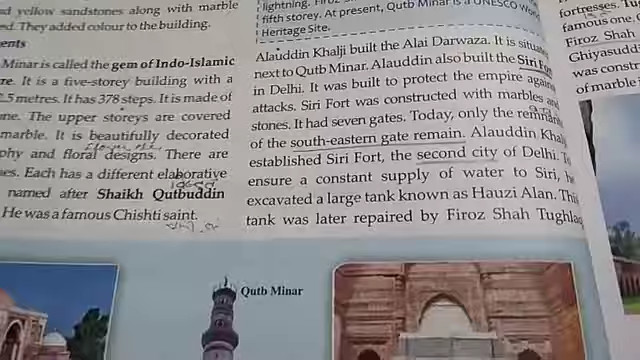 yellow sandstones along with marble
d. They added colour to the building.
ents
Minar is called the gem of Indo-Islamic
re. It is a five-storey building with a
2.5 metres. It has 378 steps. It is made of
ne. The upper storeys are covered
marble. It is beautifully decorated
phy and floral designs. There are
es. Each has a different elaborative
named after Shaikh Qutbuddin
He was a famous Chishti saint.
lightning. Firoz
fifth storey. At present, Qutb Minar is a UNESCO Wor
Heritage Site.
Alauddin Khalji built the Alai Darwaza. It is situate
next to Qutb Minar. Alauddin also built the Siri Fort
in Delhi. It was built to protect the empire against
attacks. Siri Fort was constructed with marbles and
stones. It had seven gates. Today, only the remnants
of the south-eastern gate remain. Alauddin Khalj
established Siri Fort, the second city of Delhi. To
ensure a constant supply of water to Siri, he
excavated a large tank known as Hauzi Alan. This
tank was later repaired by Firoz Shah Tughlaq
fortresses. Tu
famous one.
Firoz Shah
Ghiyasudd
was constr
of marble i
Qutb Minar